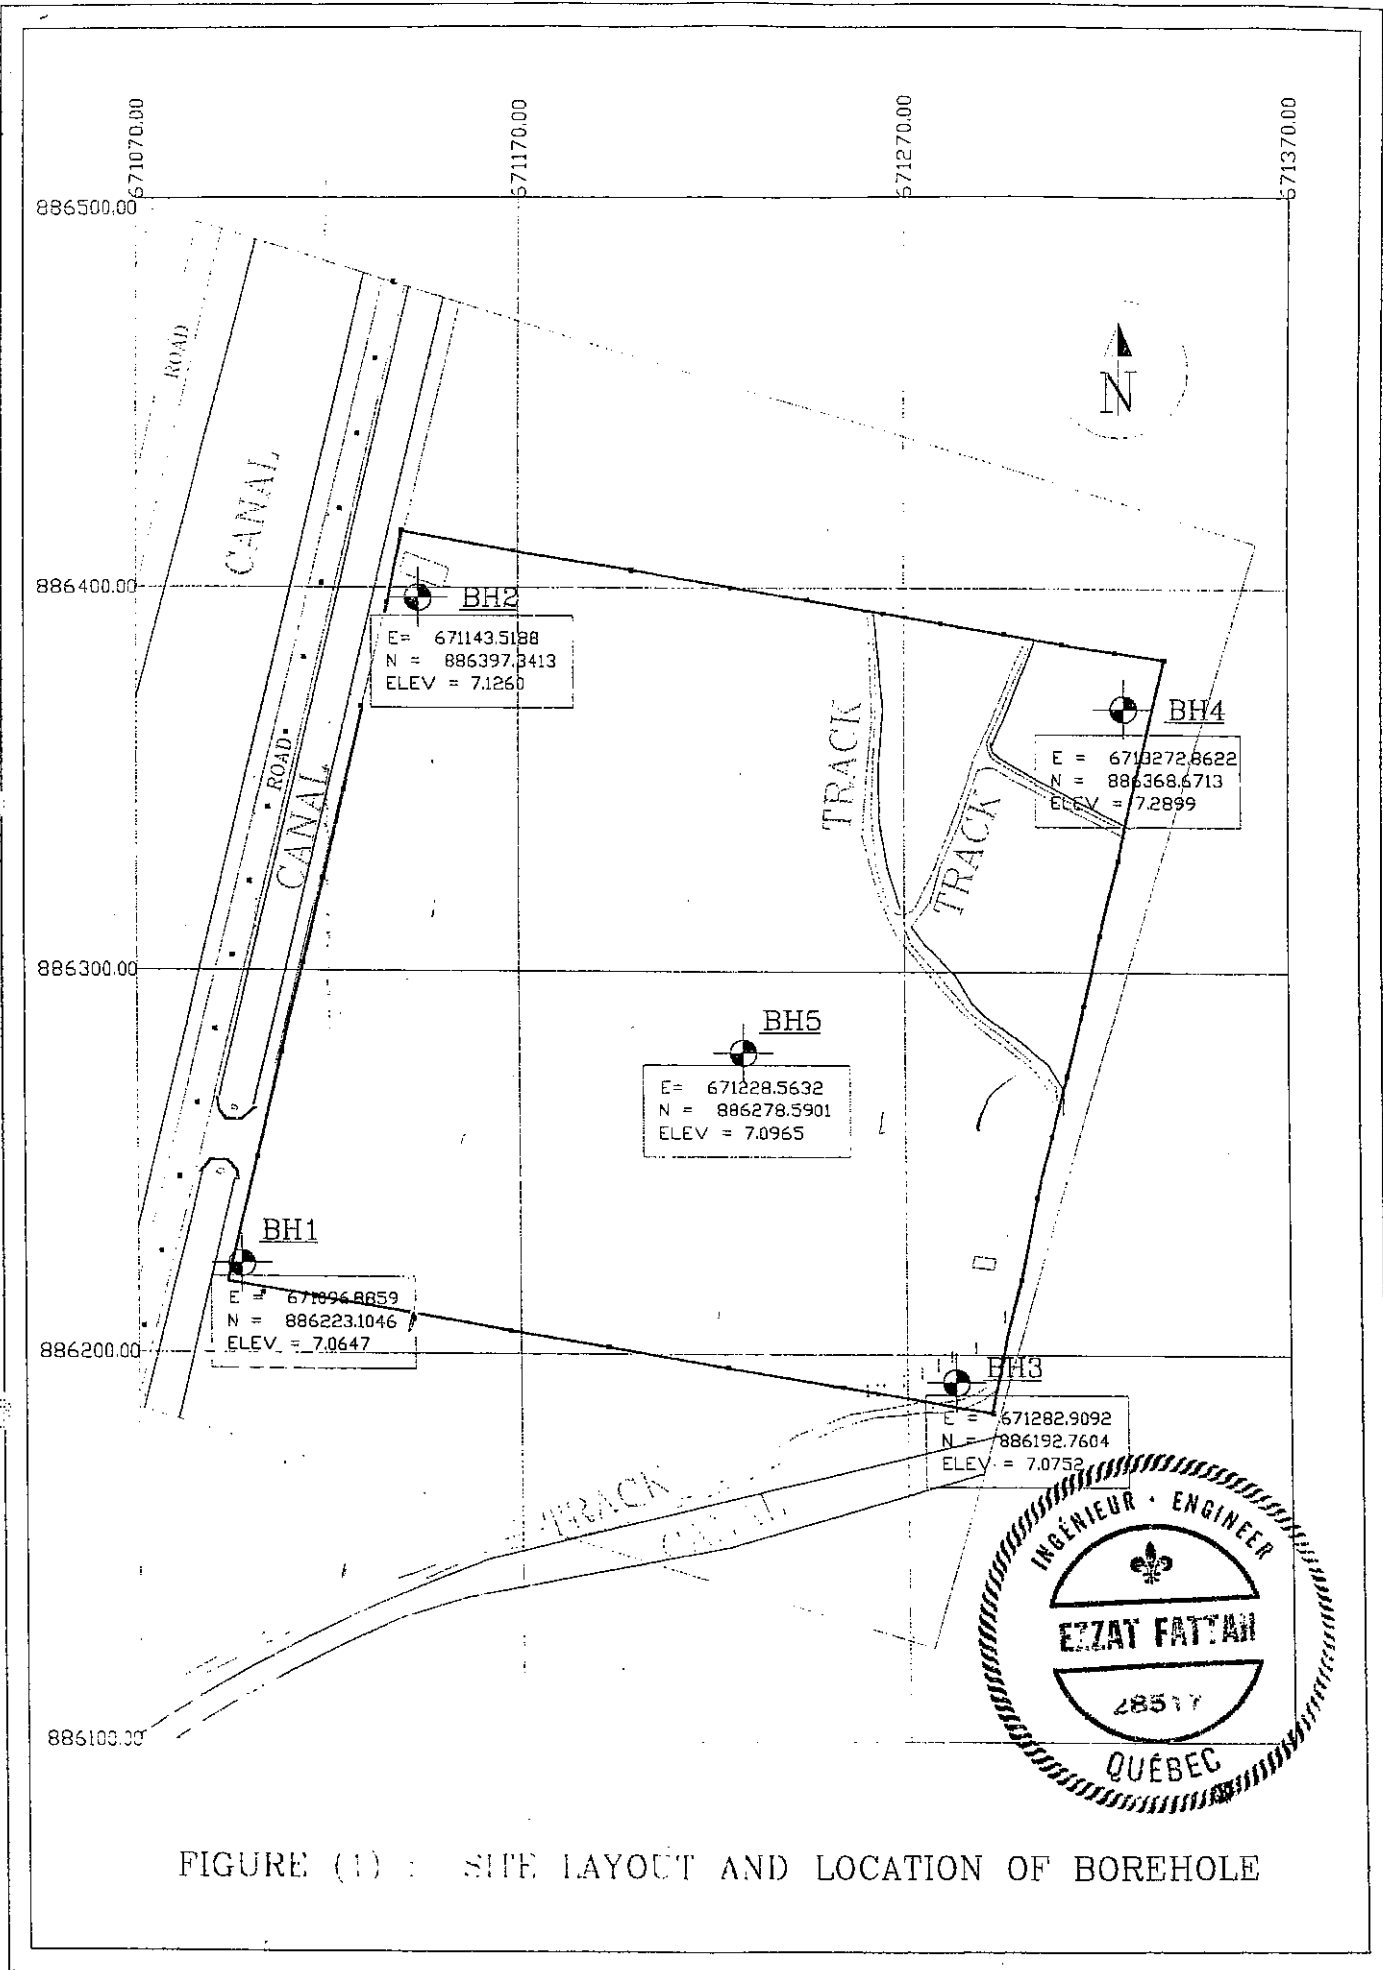 671070.00
671170.00
671270.00
671370.00
886500.00
ROAD
N
CANAL
886400.00
BH2
E= 671143.5188
N = 886397.3413
ELEV = 7.1260
BH4
E = 6713272.8622
N = 886368.6713
ELEV = 7.2899
ROAD
CANAL
TRACK
TRACK
886300.00
BH5
E= 671228.5632
N = 886278.5901
ELEV = 7.0965
BH1
E = 671096.8859
N = 886223.1046
ELEV = 7.0647
886200.00
BH3
E = 671282.9092
N = 886192.7604
ELEV = 7.0752
TRACK
CANAL
INGÉNIEUR · ENGINEER
EZZAT FATTAH
28517
QUÉBEC
886100.00
FIGURE (1) : SITE LAYOUT AND LOCATION OF BOREHOLE